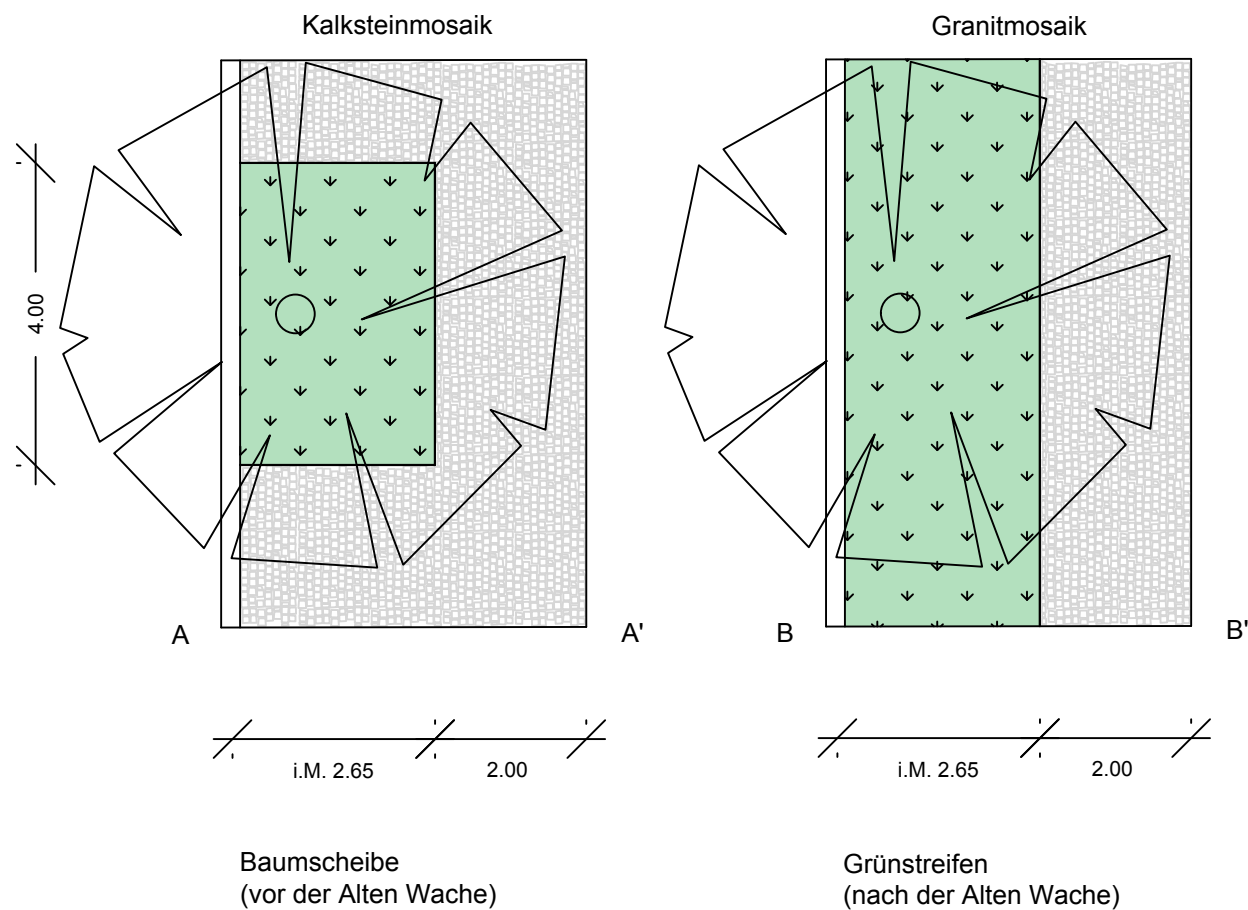 Kalksteinmosaik
Granitmosaik
4.00
A
A'
B
B'
i.M. 2.65
2.00
i.M. 2.65
2.00
Baumscheibe
(vor der Alten Wache)
Grünstreifen
(nach der Alten Wache)